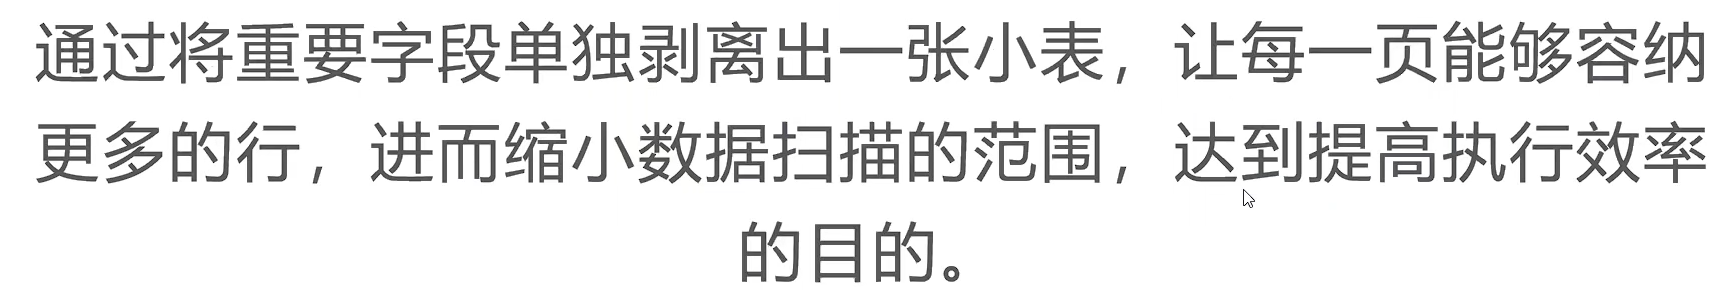 通过将重要字段单独剥离出一张小表，让每一页能够容纳
更多的行，进而缩小数据扫描的范围，达到提高执行效率
的目的。